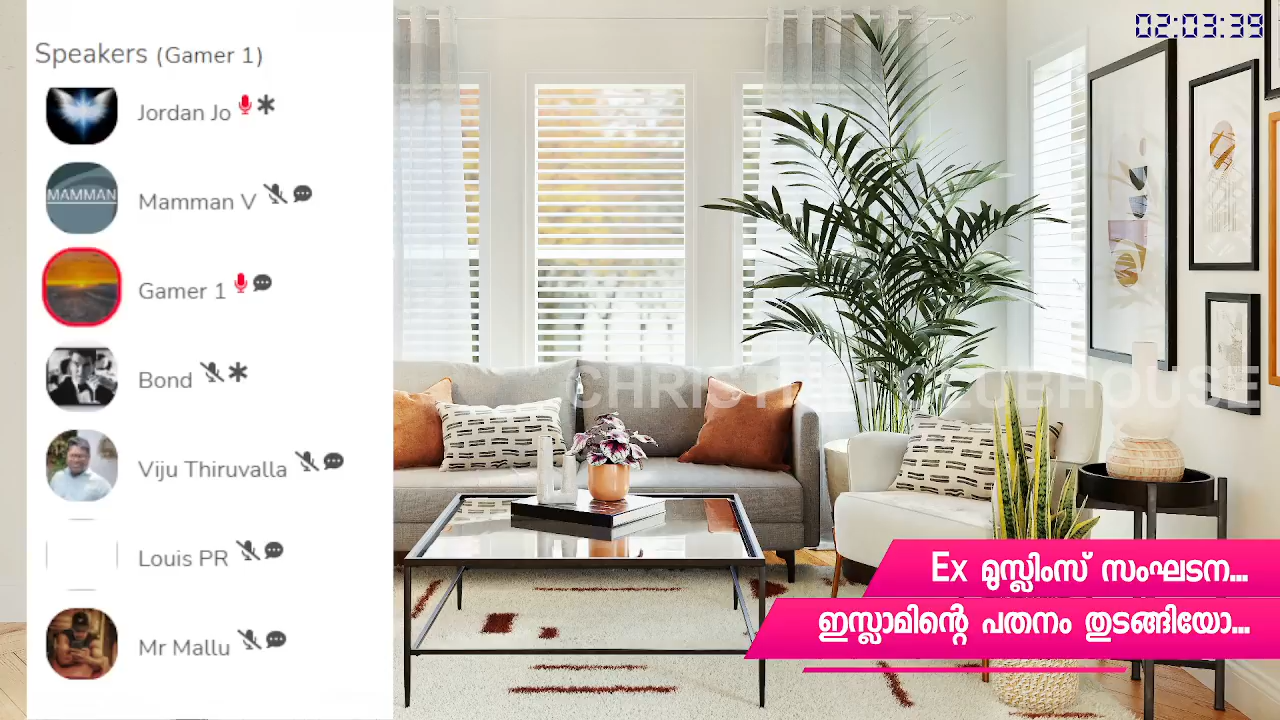 02:03:39
Speakers (Gamer 1)
Jordan Jo
MAMMAN
Mamman V
Gamer 1
Bond
Viju Thiruvalla
Louis PR
Mr Mallu
CLUBHOUSE
Ex മുസ്ലിംസ് സംഘടന...
ഇസ്ലാമിന്റെ പതനം തുടങ്ങിയോ...